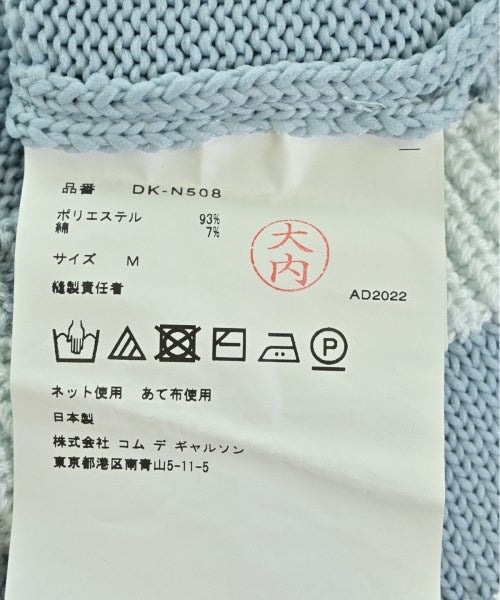 品番 DK-N508
ポリエステル 93%
綿 7%
サイズ M
縫製責任者
大内
AD2022
P
ネット使用 あて布使用
日本製
株式会社 コム デ ギャルソン
東京都港区南青山5-11-5